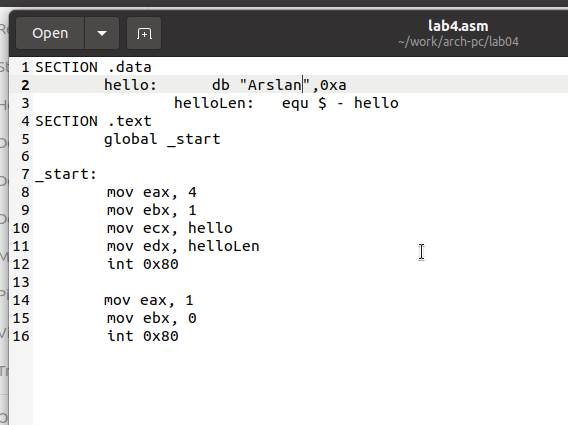 Open
lab4.asm
~/work/arch-pc/lab04
1 SECTION .data
2 hello: db "Arslan",0xa
3 helloLen: equ $ - hello
4 SECTION .text
5 global _start
6
7 _start:
8 mov eax, 4
9 mov ebx, 1
10 mov ecx, hello
11 mov edx, helloLen
12 int 0x80
13
14 mov eax, 1
15 mov ebx, 0
16 int 0x80